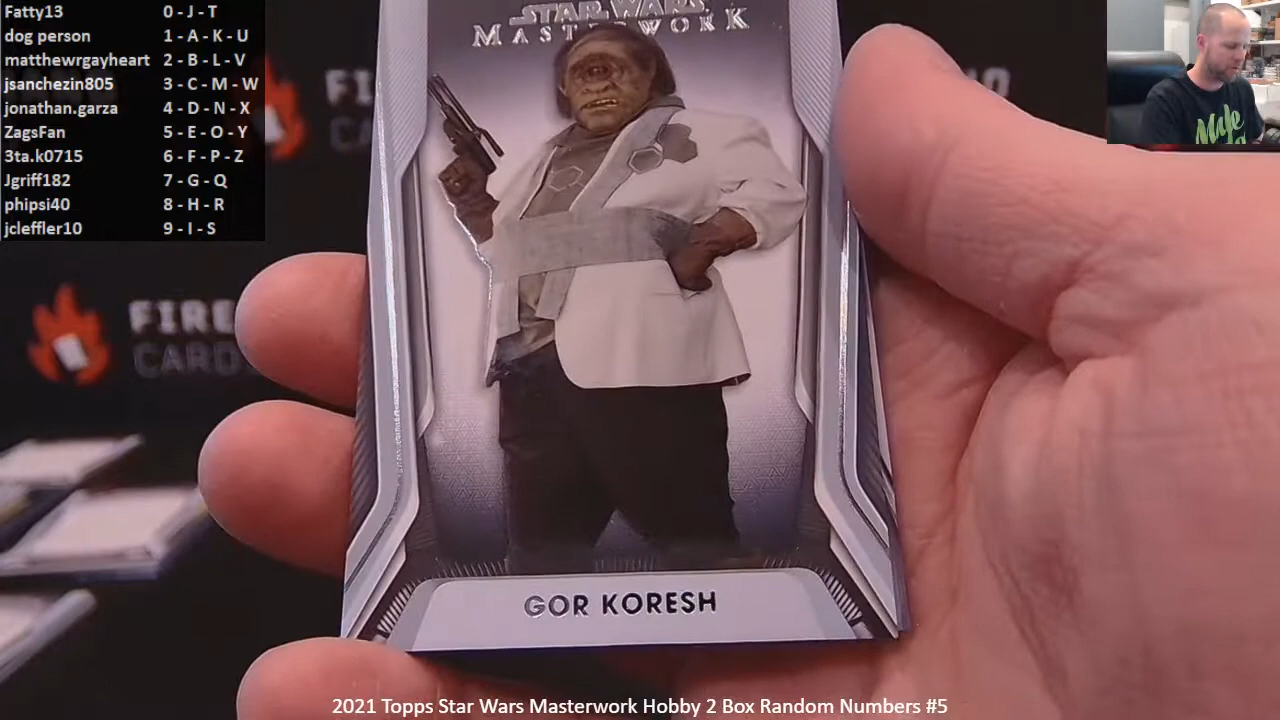 Fatty13 0 - J - T
dog person 1 - A - K - U
matthewrgayheart 2 - B - L - V
jsanchezin805 3 - C - M - W
jonathan.garza 4 - D - N - X
ZagsFan 5 - E - O - Y
3ta.k0715 6 - F - P - Z
Jgriff182 7 - G - Q
phipsi40 8 - H - R
jcleffler10 9 - I - S
STAR WARS
MASTERWORK
FIRE
CARDS
GOR KORESH
2021 Topps Star Wars Masterwork Hobby 2 Box Random Numbers #5